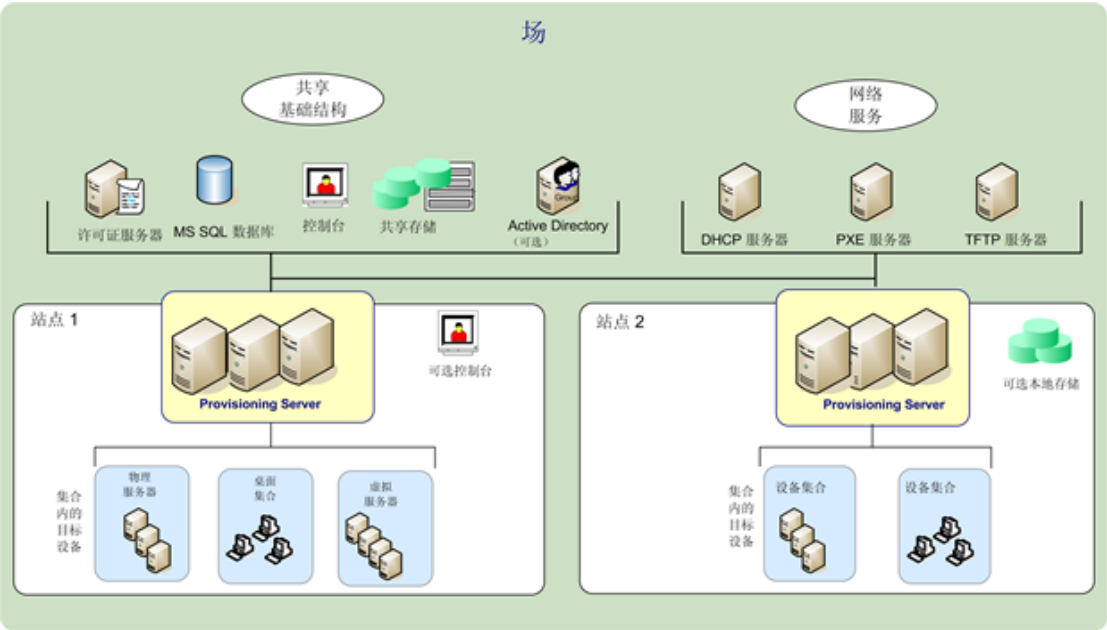 场
共享
基础结构
网络
服务
许可证服务器
MS SQL 数据库
控制台
共享存储
Group
Active Directory
（可选）
DHCP 服务器
PXE 服务器
TFTP 服务器
站点 1
Provisioning Server
可选控制台
集合
内的
目标
设备
物理
服务器
桌面
集合
虚拟
服务器
站点 2
Provisioning Server
可选本地存储
集合
内的
目标
设备
设备集合
设备集合